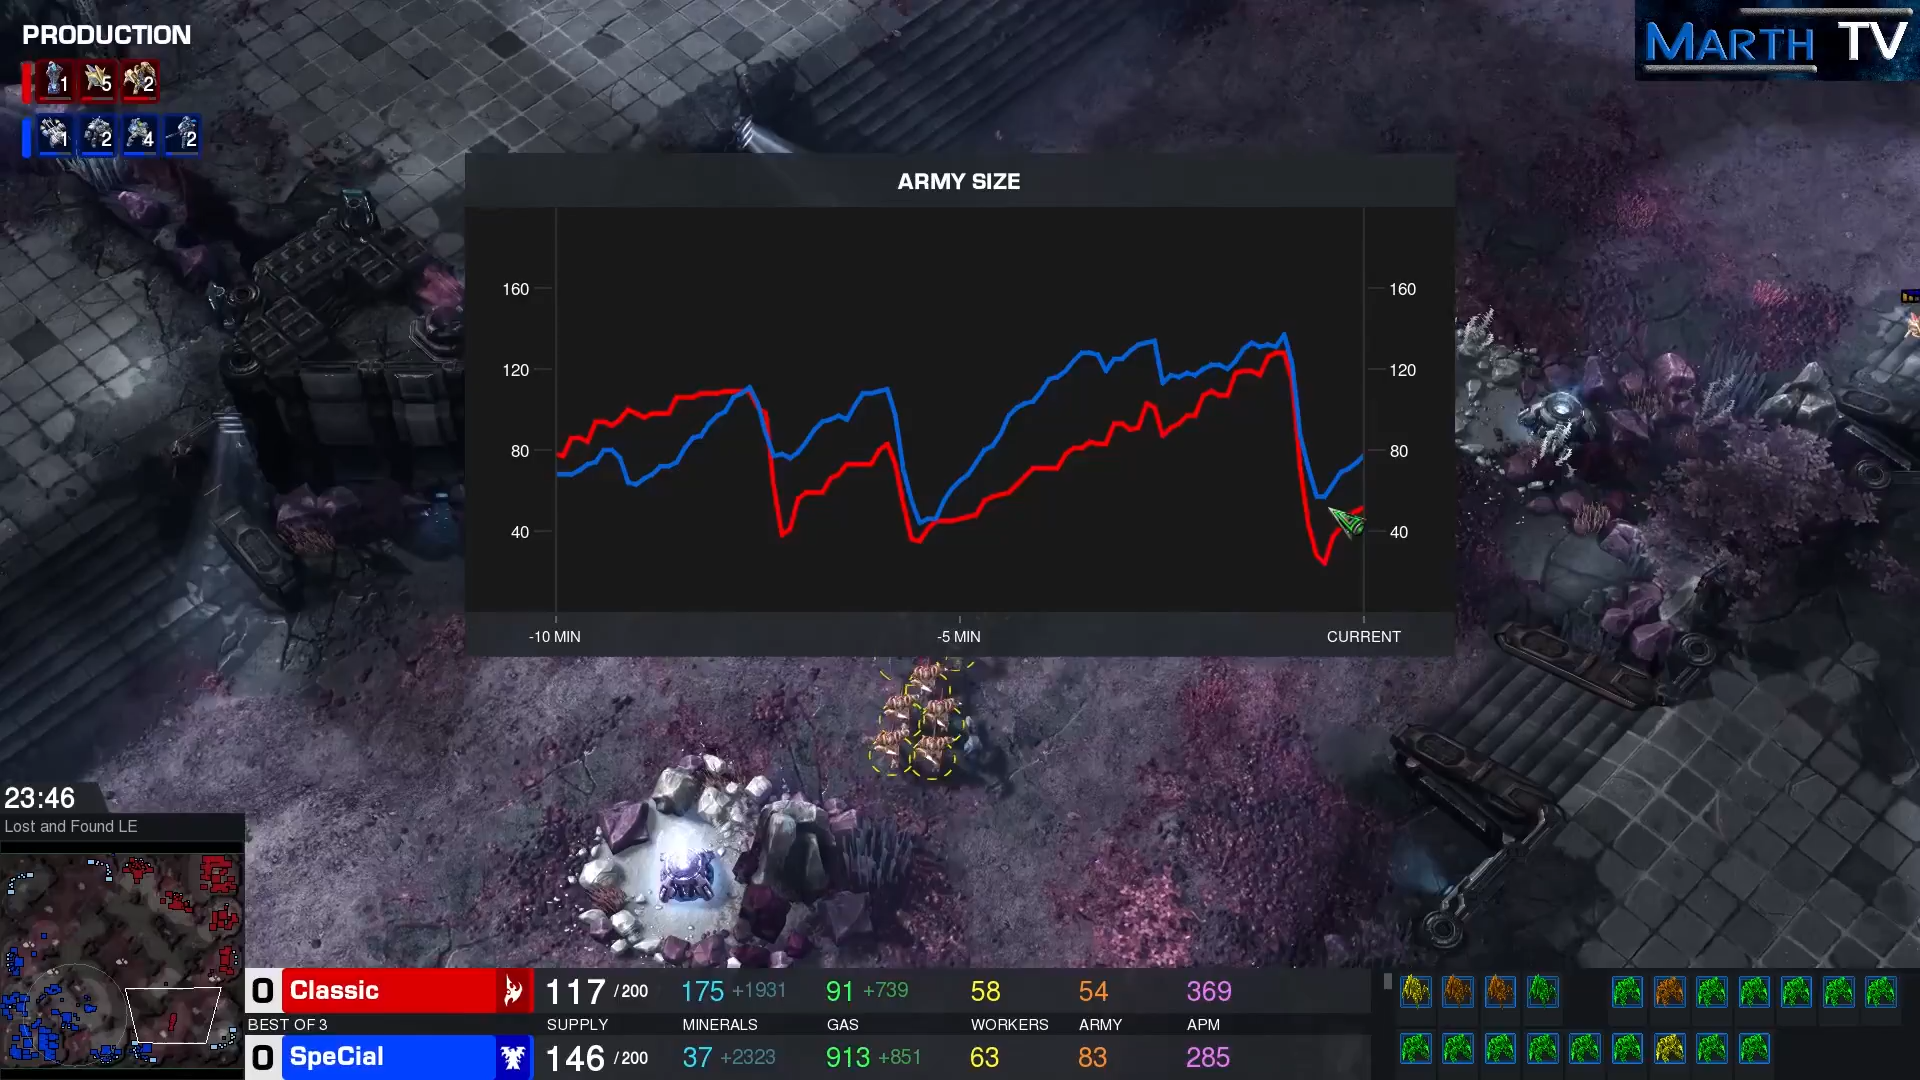 PRODUCTION
1 5 2
1 2 4 2
MARTH TV
ARMY SIZE
160 160
120 120
80 80
40 40
-10 MIN -5 MIN CURRENT
23:46
Lost and Found LE
0 Classic 117 /200 175 +1931 91 +739 58 54 369
BEST OF 3 SUPPLY MINERALS GAS WORKERS ARMY APM
0 SpeCial 146 /200 37 +2323 913 +851 63 83 285